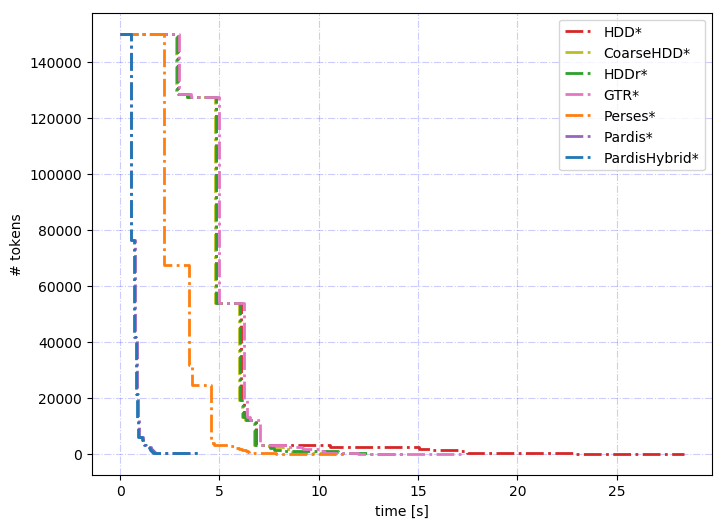 HDD*
CoarseHDD*
HDDr*
GTR*
Perses*
Pardis*
PardisHybrid*
# tokens
140000
120000
100000
80000
60000
40000
20000
0
0 5 10 15 20 25
time [s]